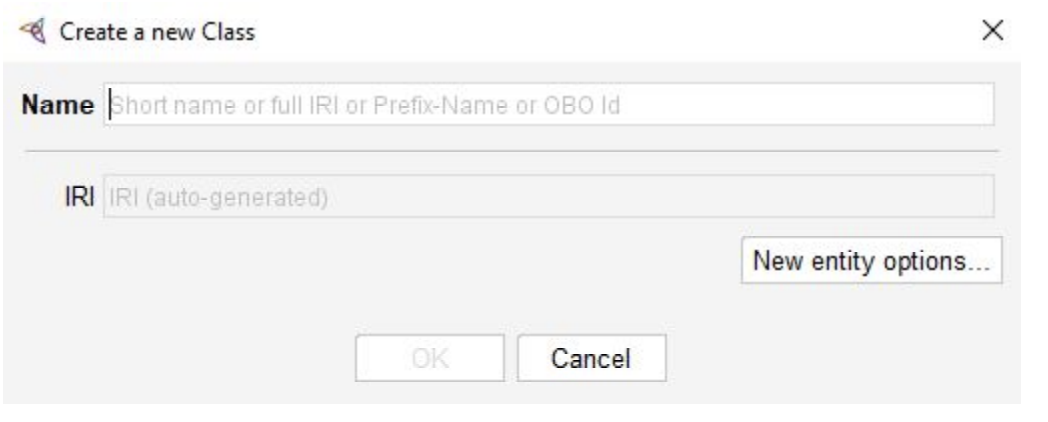 Create a new Class
Name Short name or full IRI or Prefix-Name or OBO Id
IRI IRI (auto-generated)
New entity options...
OK Cancel